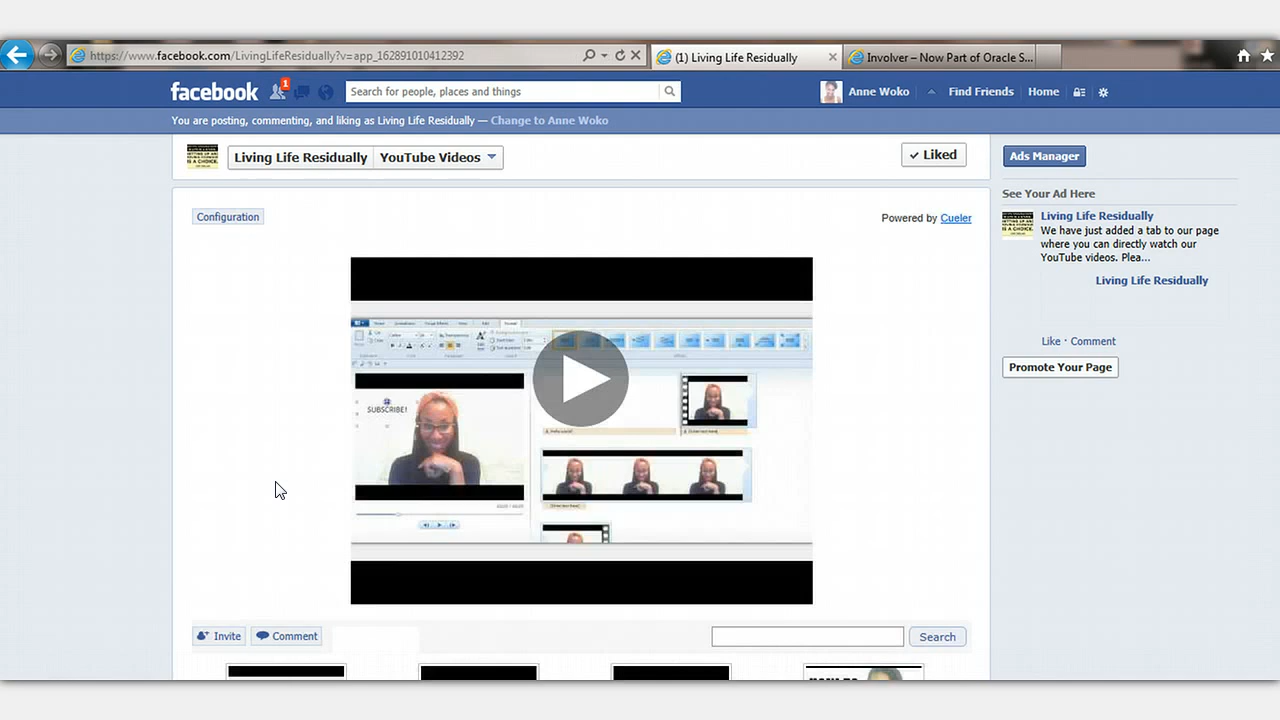 https://www.facebook.com/LivingLifeResidually?v=app_162891010412392
(1) Living Life Residually
Involver – Now Part of Oracle S...
facebook
1
Search for people, places and things
Anne Woko
Find Friends
Home
You are posting, commenting, and liking as Living Life Residually — Change to Anne Woko
Living Life Residually
YouTube Videos
Liked
Ads Manager
See Your Ad Here
Configuration
Powered by Cueler
Living Life Residually
We have just added a tab to our page
where you can directly watch our
YouTube videos. Plea...
Living Life Residually
Like · Comment
Promote Your Page
SUBSCRIBE!
Invite
Comment
Search